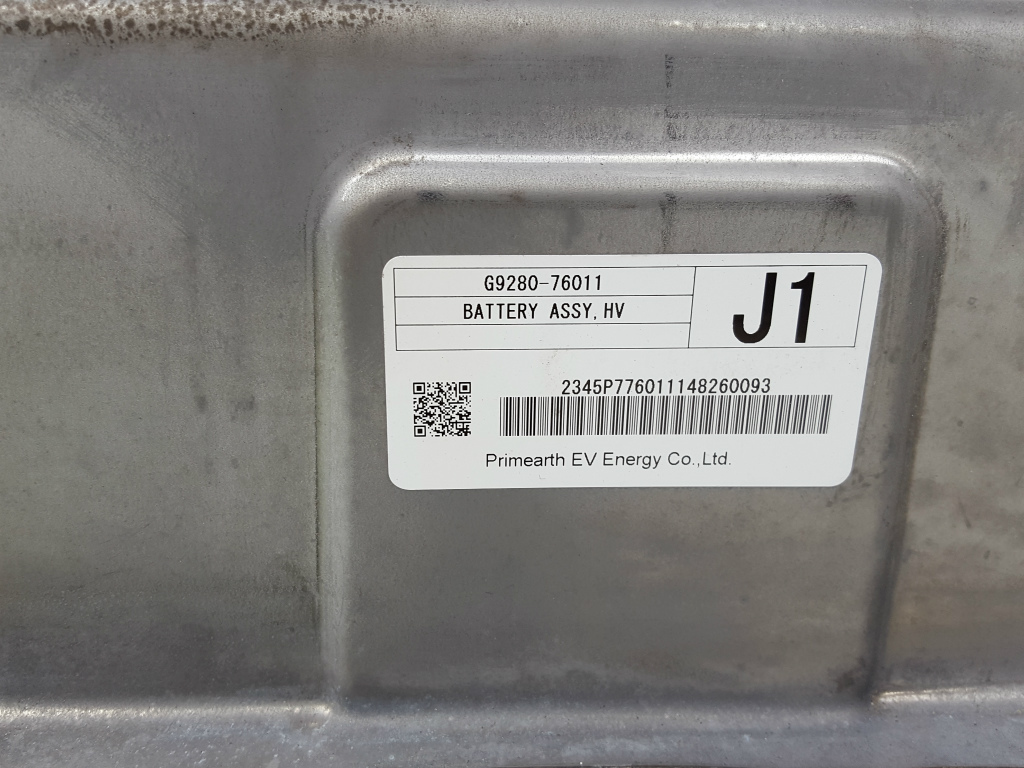 G9280-76011
BATTERY ASSY, HV
J1
2345P776011148260093
Primearth EV Energy Co.,Ltd.